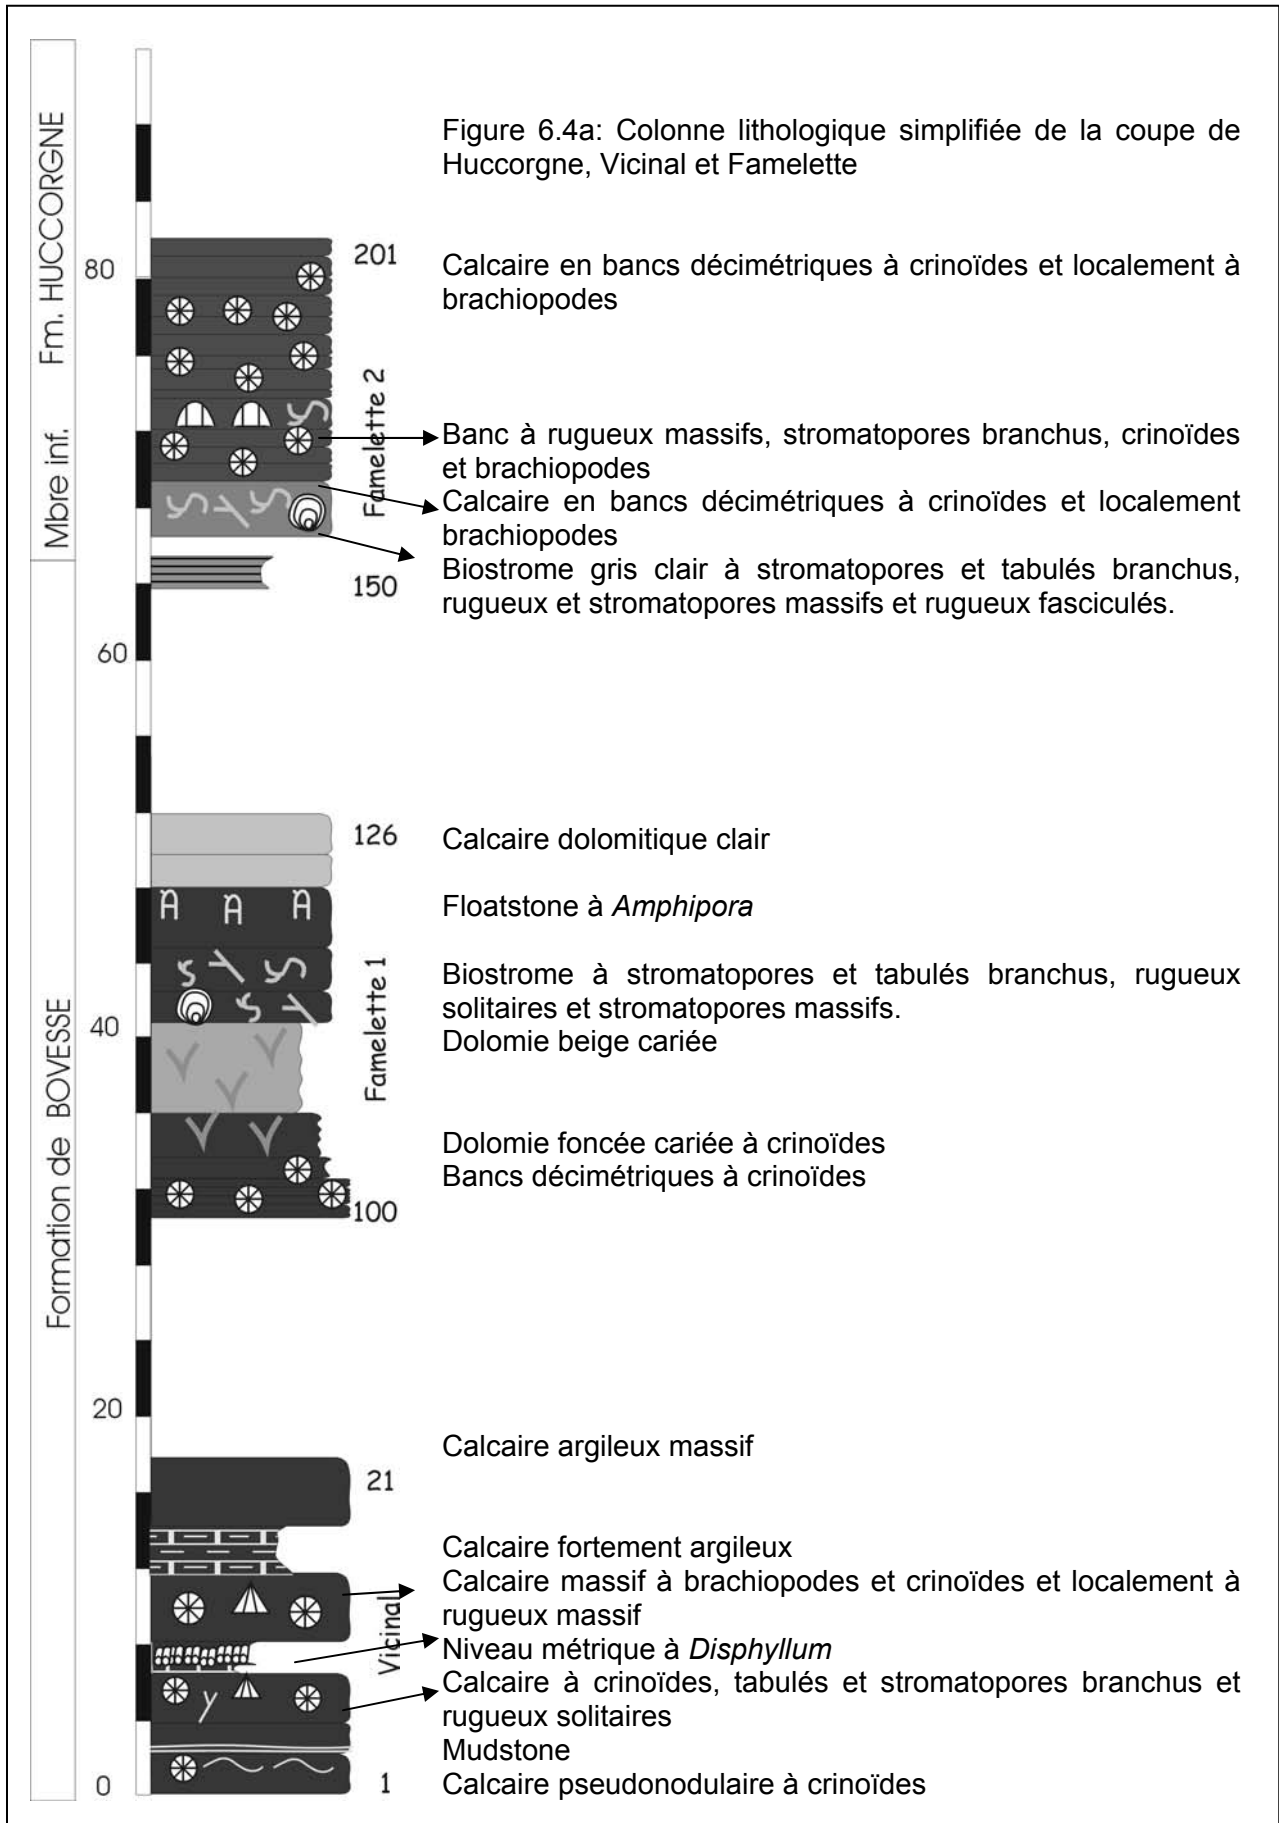 Figure 6.4a: Colonne lithologique simplifiée de la coupe de
Huccorgne, Vicinal et Famelette
Fm. HUCCORGNE
Mbre inf.
Formation de BOVESSE
80
60
40
20
0
201
150
126
100
21
1
Famelette 2
Famelette 1
Vicinal
Calcaire en bancs décimétriques à crinoïdes et localement à
brachiopodes
Banc à rugueux massifs, stromatopores branchus, crinoïdes
et brachiopodes
Calcaire en bancs décimétriques à crinoïdes et localement
brachiopodes
Biostrome gris clair à stromatopores et tabulés branchus,
rugueux et stromatopores massifs et rugueux fasciculés.
Calcaire dolomitique clair
Floatstone à Amphipora
Biostrome à stromatopores et tabulés branchus, rugueux
solitaires et stromatopores massifs.
Dolomie beige cariée
Dolomie foncée cariée à crinoïdes
Bancs décimétriques à crinoïdes
Calcaire argileux massif
Calcaire fortement argileux
Calcaire massif à brachiopodes et crinoïdes et localement à
rugueux massif
Niveau métrique à Disphyllum
Calcaire à crinoïdes, tabulés et stromatopores branchus et
rugueux solitaires
Mudstone
Calcaire pseudonodulaire à crinoïdes